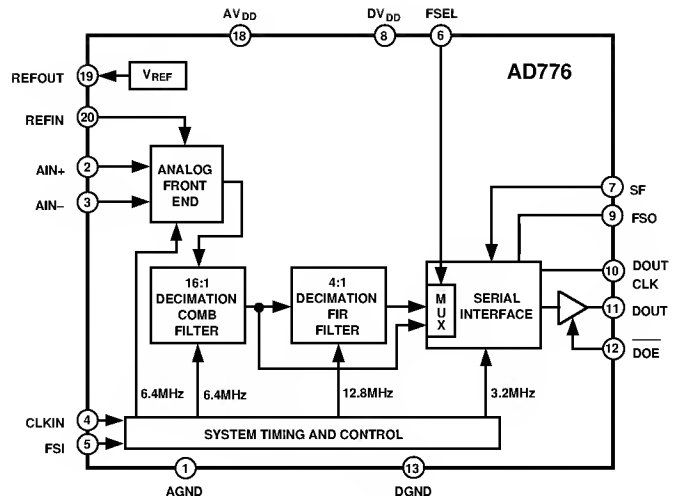 AVDD
DVDD
FSEL
18
8
6
AD776
REFOUT
19
VREF
REFIN
20
AIN+
2
AIN–
3
ANALOG
FRONT
END
7
SF
9
FSO
16:1
DECIMATION
COMB
FILTER
4:1
DECIMATION
FIR
FILTER
MUX
SERIAL
INTERFACE
10
DOUT
CLK
11
DOUT
12
DOE
6.4MHz
6.4MHz
12.8MHz
3.2MHz
CLKIN
4
FSI
5
SYSTEM TIMING AND CONTROL
1
13
AGND
DGND